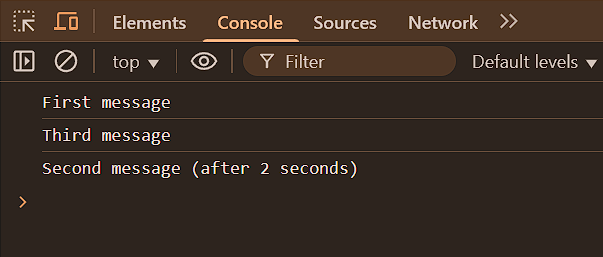 Elements Console Sources Network
top Filter Default levels
First message
Third message
Second message (after 2 seconds)